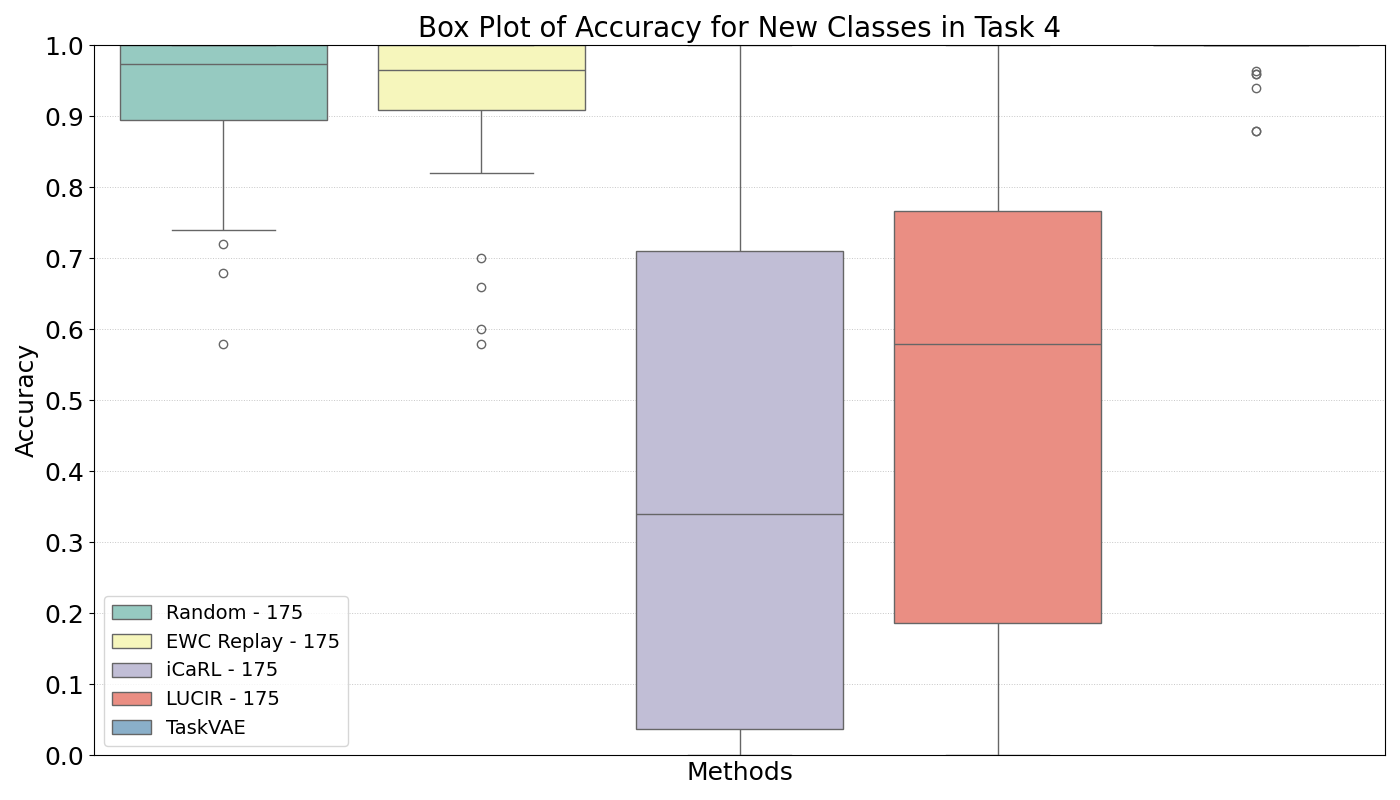 Box Plot of Accuracy for New Classes in Task 4
1.0
0.9
0.8
0.7
0.6
0.5
0.4
0.3
0.2
0.1
0.0
Accuracy
Random - 175
EWC Replay - 175
iCaRL - 175
LUCIR - 175
TaskVAE
Methods